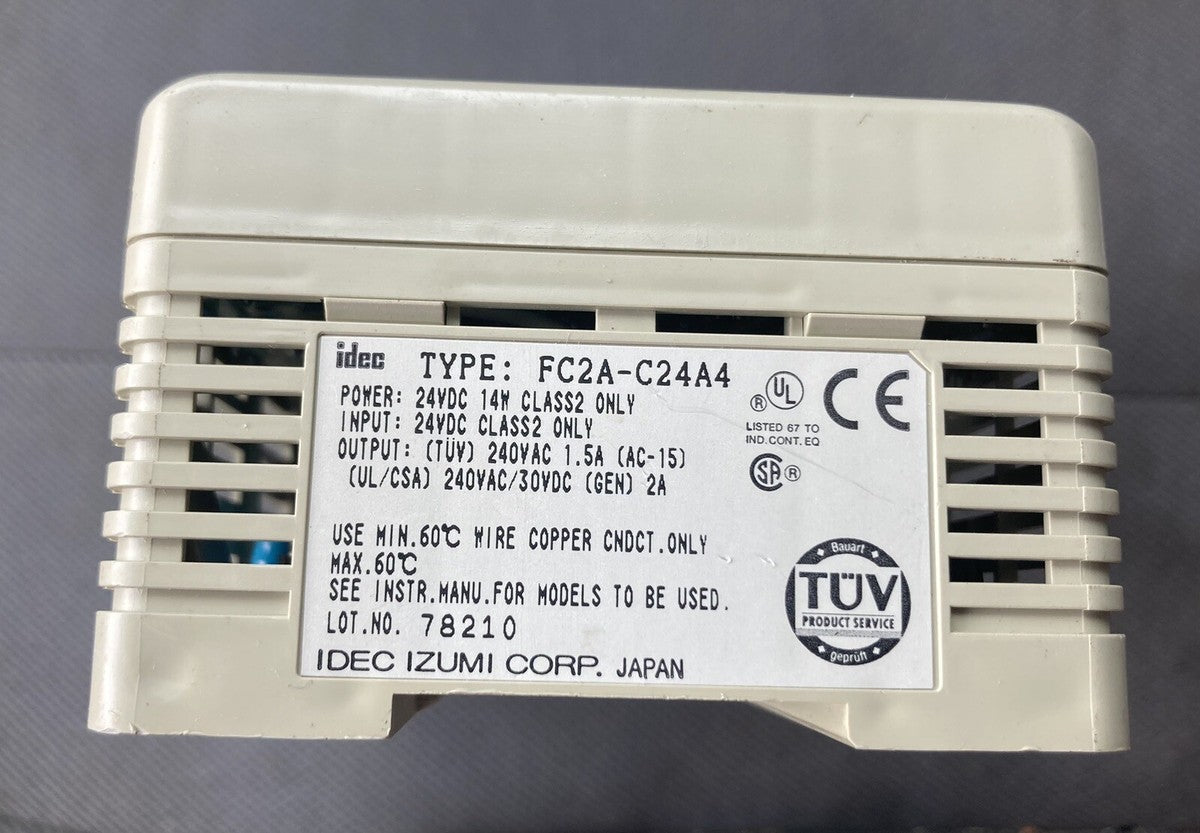 idec TYPE: FC2A-C24A4
POWER: 24VDC 14W CLASS2 ONLY
INPUT: 24VDC CLASS2 ONLY
OUTPUT: (TÜV) 240VAC 1.5A (AC-15)
(UL/CSA) 240VAC/30VDC (GEN) 2A
USE MIN.60℃ WIRE COPPER CNDCT.ONLY
MAX.60℃
SEE INSTR.MANU.FOR MODELS TO BE USED.
LOT.NO. 78210
IDEC IZUMI CORP. JAPAN
® UL
LISTED 67 TO
IND.CONT.EQ
SA ®
CE
Bauart
TÜV
PRODUCT SERVICE
geprüft